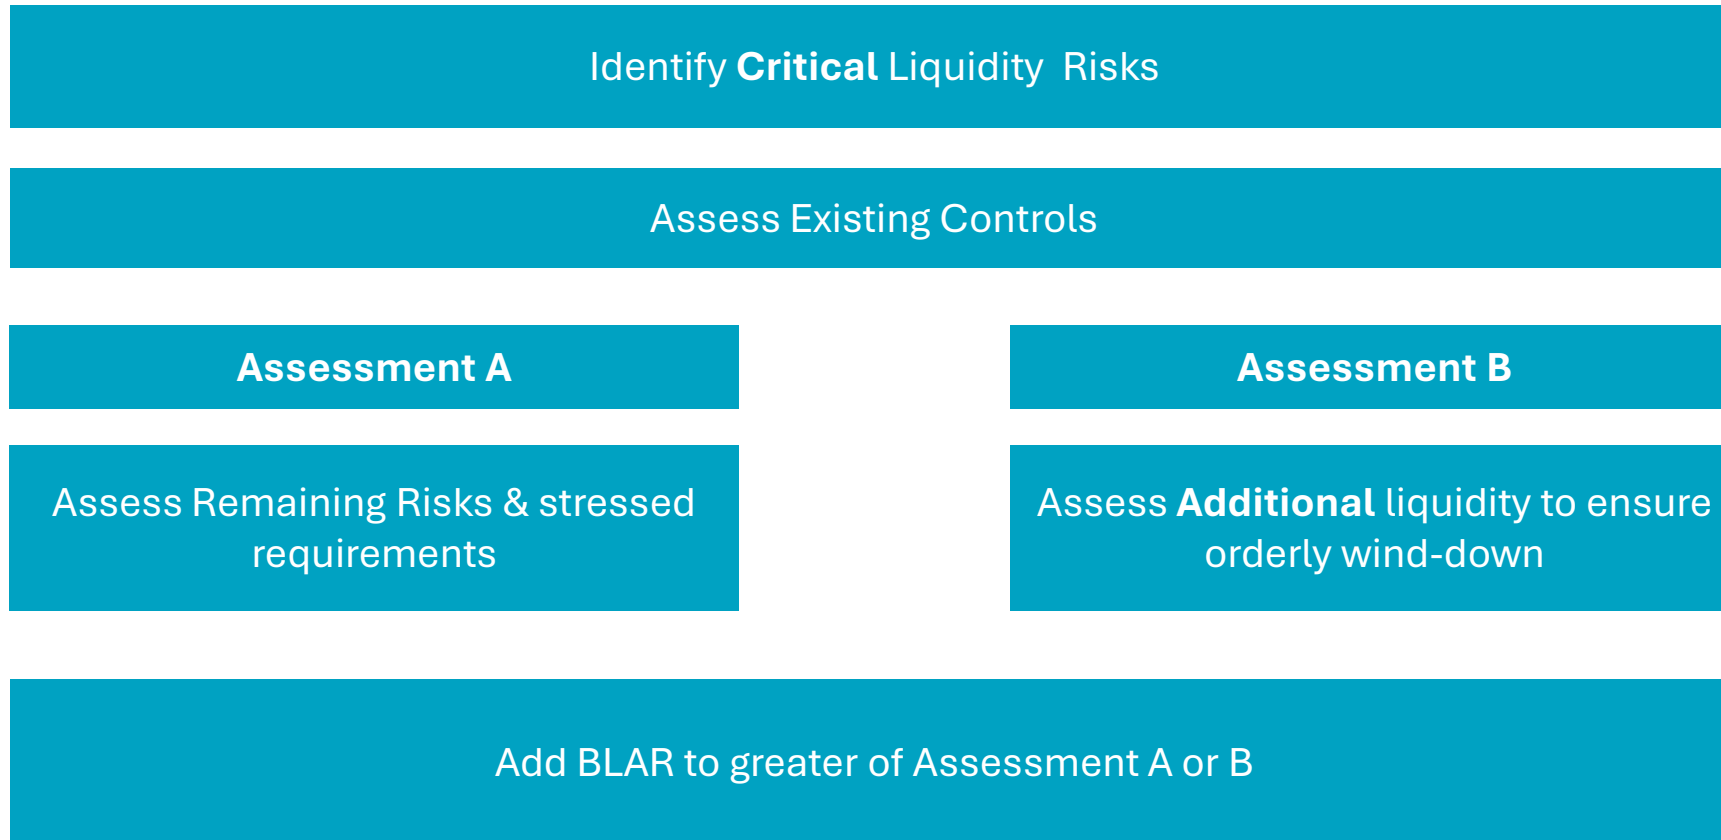 Identify Critical Liquidity Risks
Assess Existing Controls
Assessment A
Assessment B
Assess Remaining Risks & stressed
requirements
Assess Additional liquidity to ensure
orderly wind-down
Add BLAR to greater of Assessment A or B